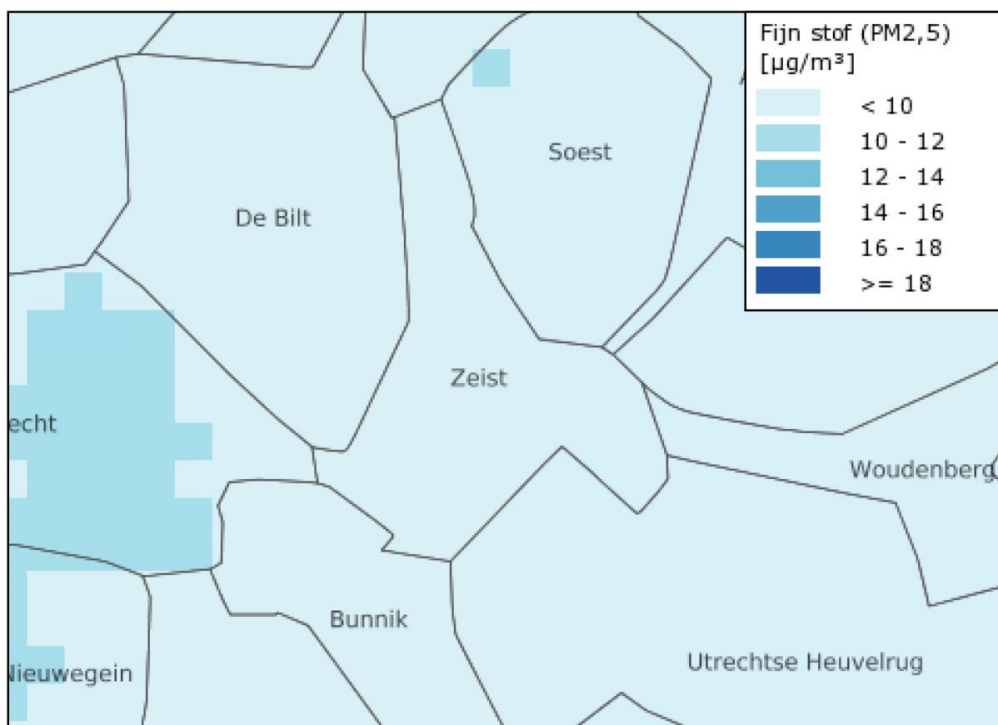 Fijn stof (PM2,5)
[µg/m³]
< 10
10 - 12
12 - 14
14 - 16
16 - 18
>= 18
Soest
De Bilt
Zeist
echt
Woudenberg
Bunnik
Utrechtse Heuvelrug
Nieuwegein